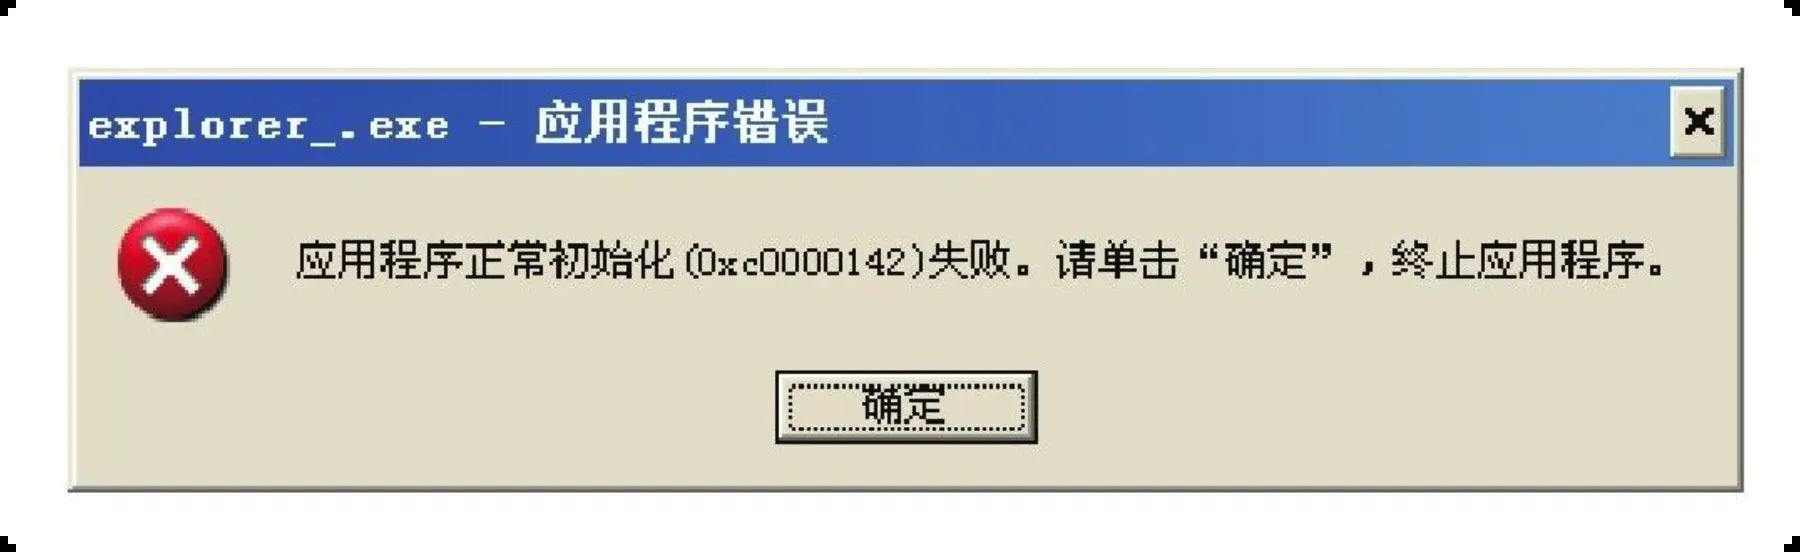 explorer_.exe - 应用程序错误
应用程序正常初始化(0xc0000142)失败。请单击“确定”，终止应用程序。
确定